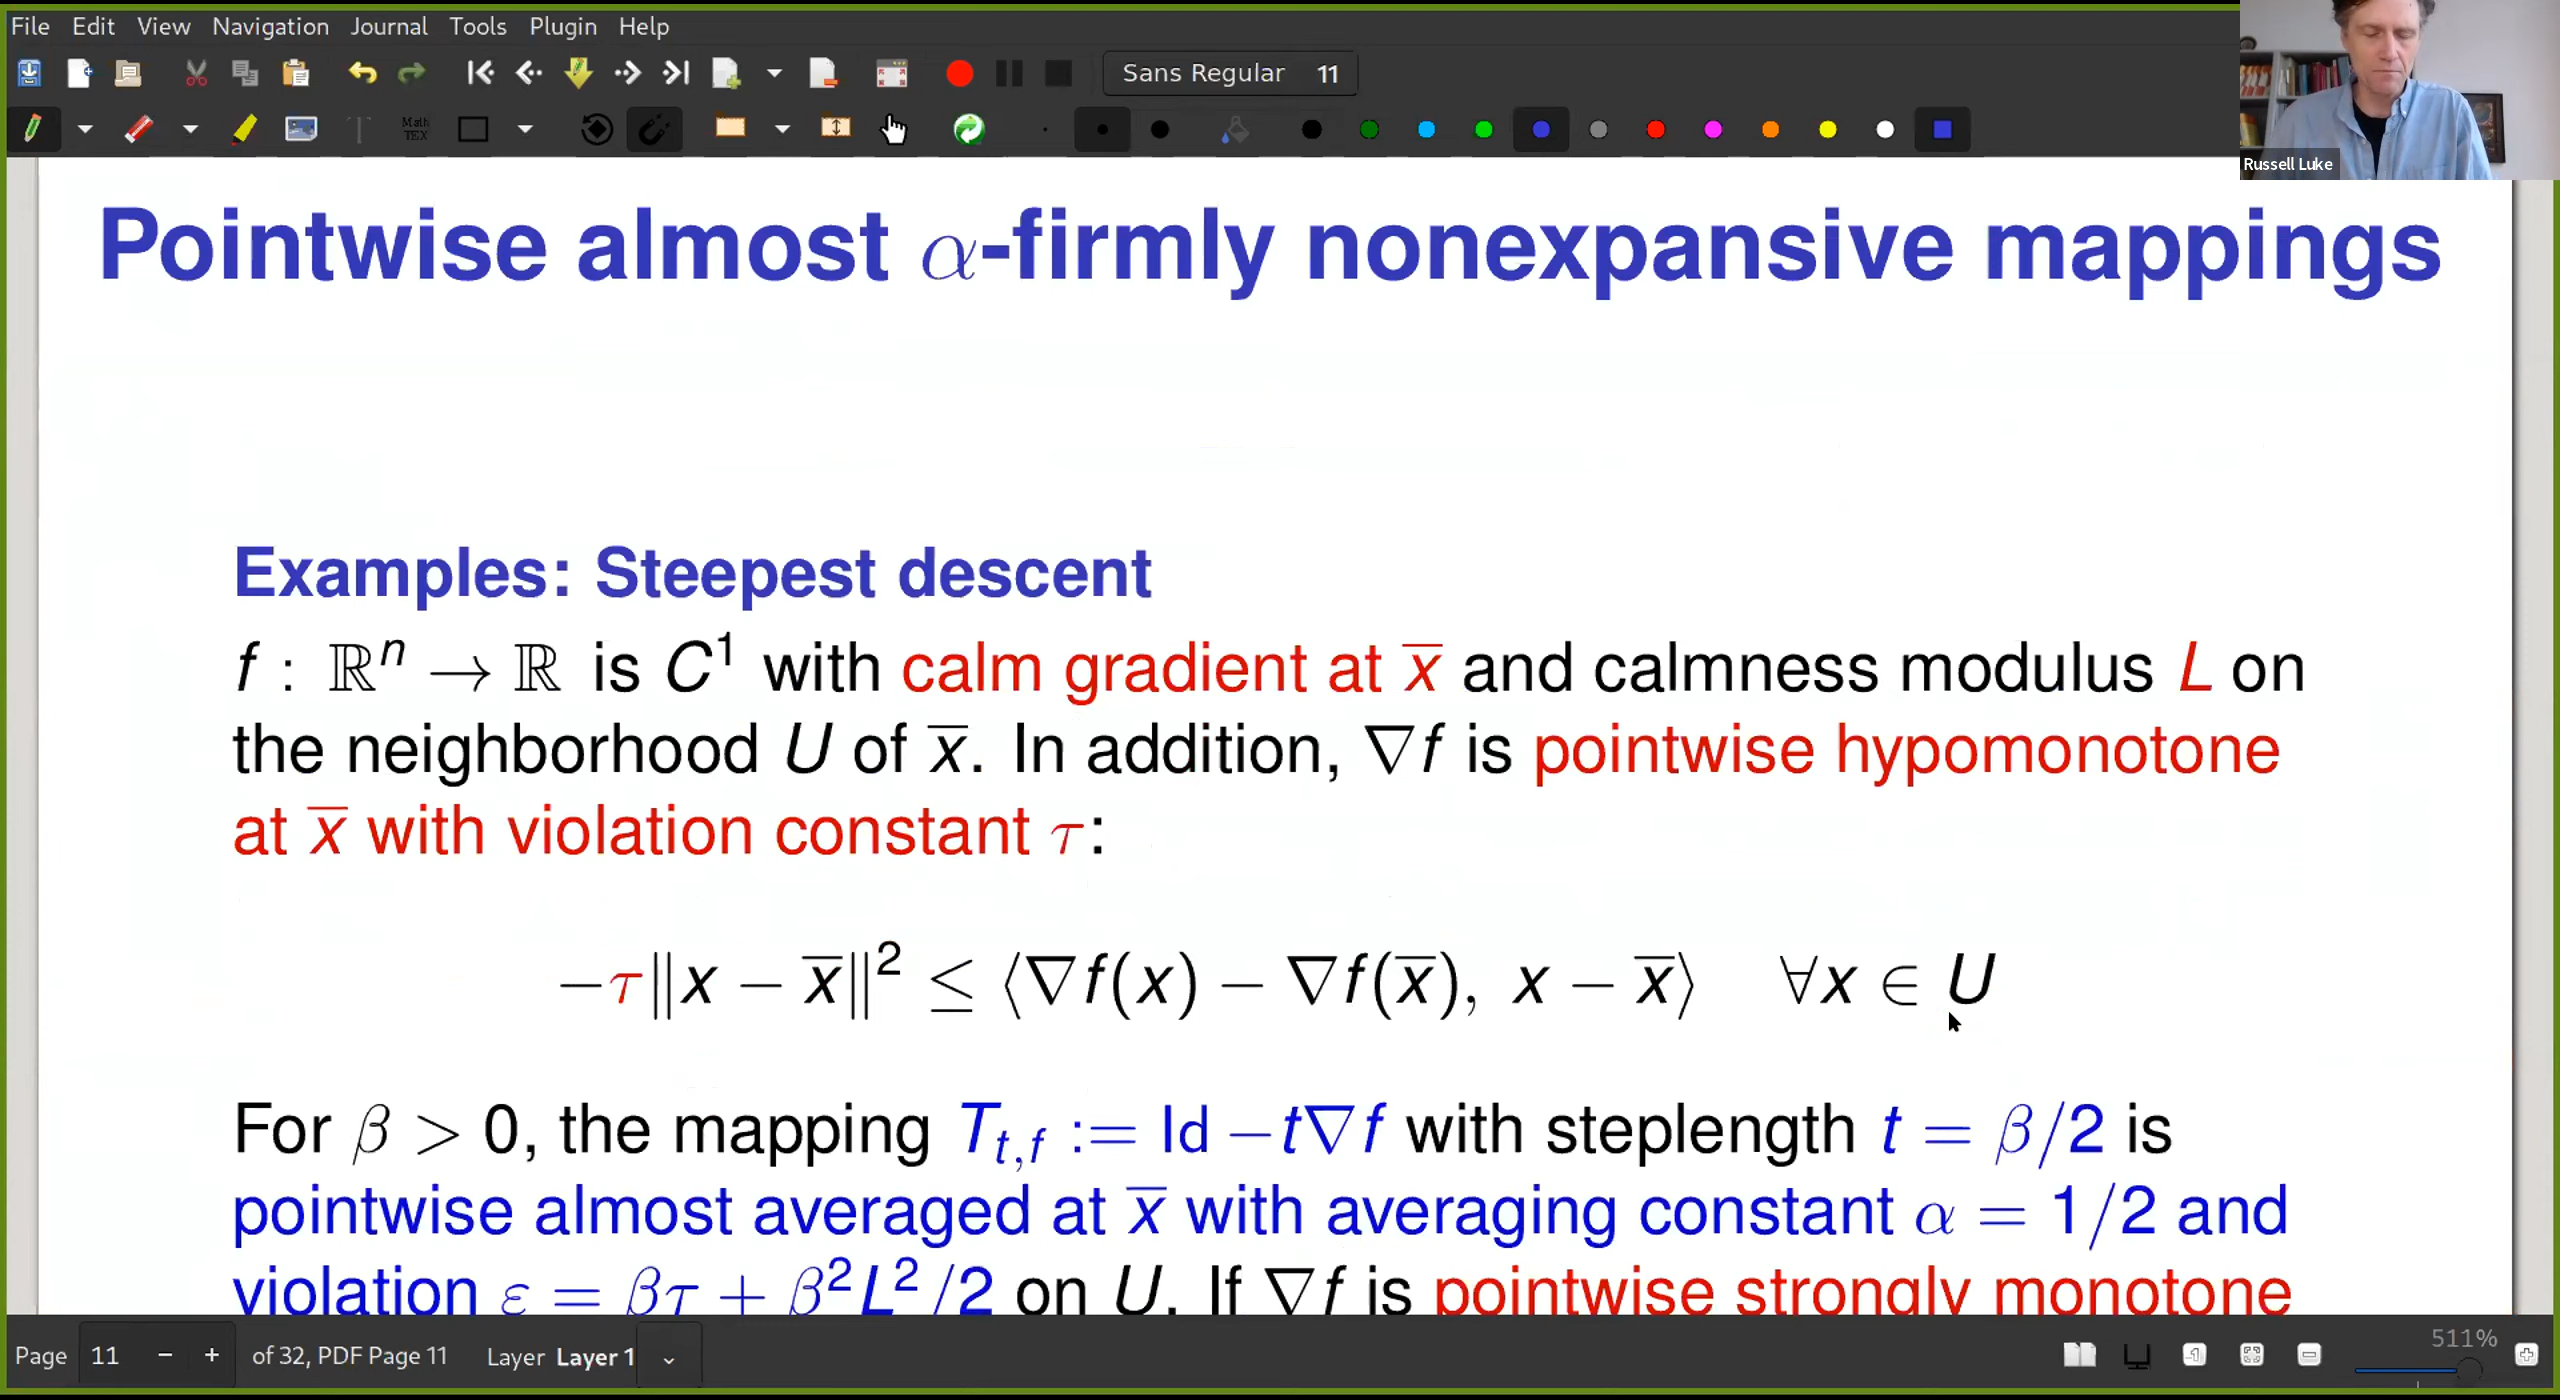 File Edit View Navigation Journal Tools Plugin Help
Sans Regular 11
Math TEX
Russell Luke
Pointwise almost α-firmly nonexpansive mappings
Examples: Steepest descent
f : ℝⁿ → ℝ is C¹ with calm gradient at x̅ and calmness modulus L on
the neighborhood U of x̅. In addition, ∇f is pointwise hypomonotone
at x̅ with violation constant τ:
−τ‖x − x̅‖² ≤ ⟨∇f(x) − ∇f(x̅), x − x̅⟩ ∀x ∈ U
For β > 0, the mapping T_{t,f} := Id −t∇f with steplength t = β/2 is
pointwise almost averaged at x̅ with averaging constant α = 1/2 and
violation ε = βτ + β²L²/2 on U. If ∇f is pointwise strongly monotone
Page 11 − + of 32, PDF Page 11 Layer Layer 1 511%